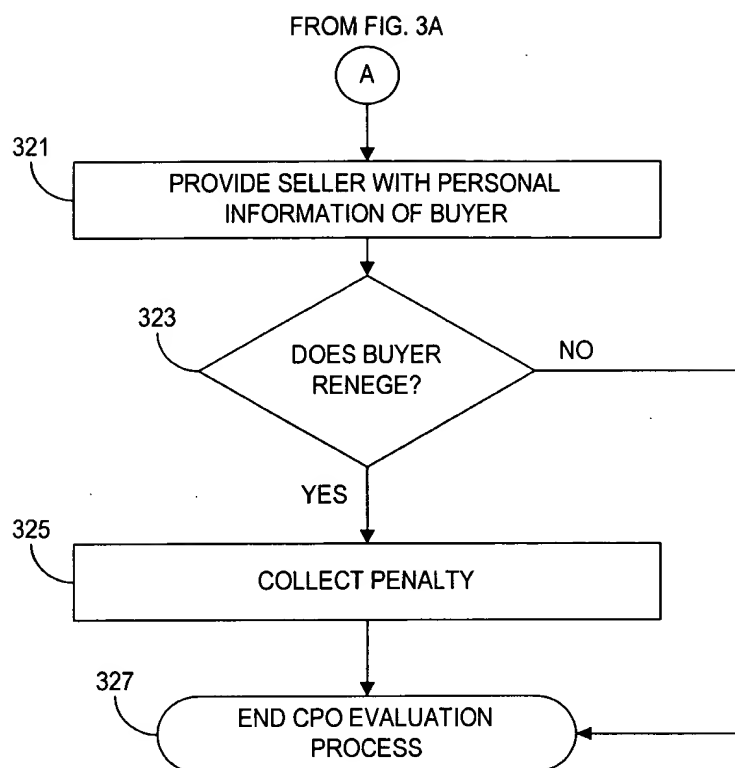 FROM FIG. 3A
A
321
PROVIDE SELLER WITH PERSONAL
INFORMATION OF BUYER
323
DOES BUYER
RENEGE?
NO
YES
325
COLLECT PENALTY
327
END CPO EVALUATION
PROCESS